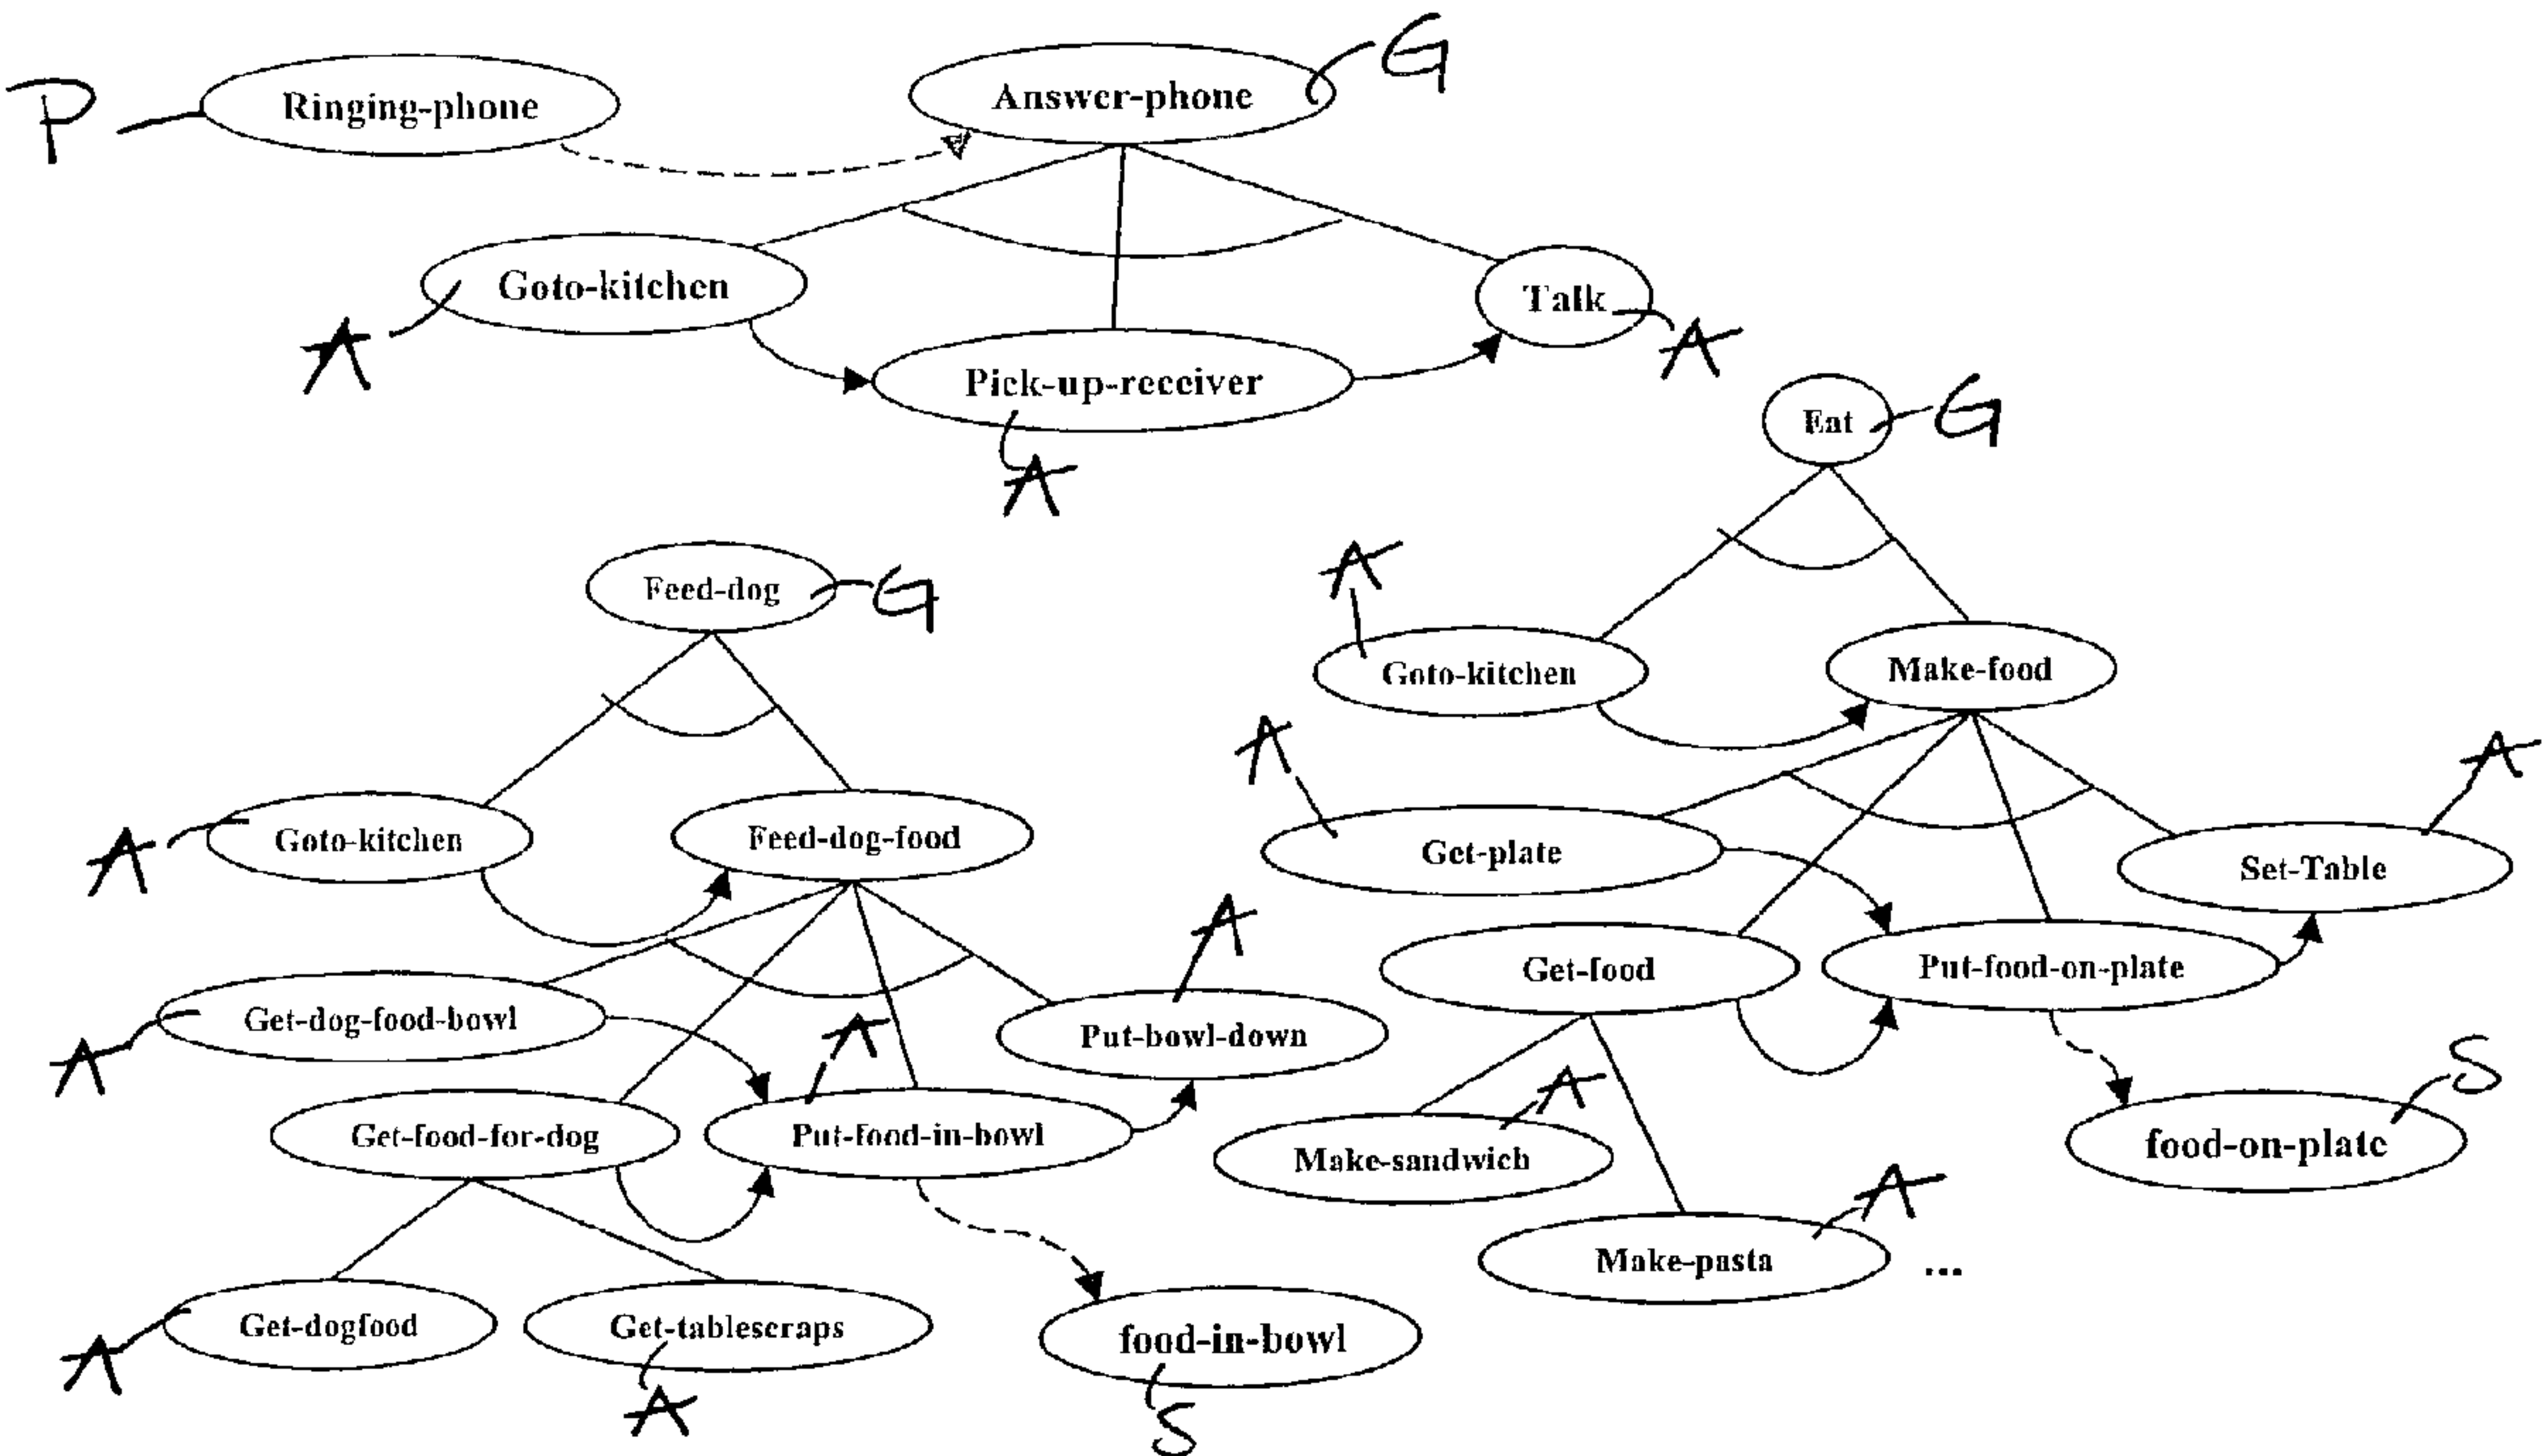 G
P
Ringing-phone
Answer-phone
Goto-kitchen
Talk
A
A
Pick-up-receiver
A
Eat
G
Feed-dog
G
A
Goto-kitchen
Make-food
A
A
Goto-kitchen
Feed-dog-food
A
Get-plate
Set-Table
A
Get-food
Put-food-on-plate
Get-dog-food-bowl
Put-bowl-down
A
A
S
Get-food-for-dog
Put-food-in-bowl
A
Make-sandwich
food-on-plate
A
Make-pasta
...
Get-dogfood
Get-tablescraps
food-in-bowl
A
A
S